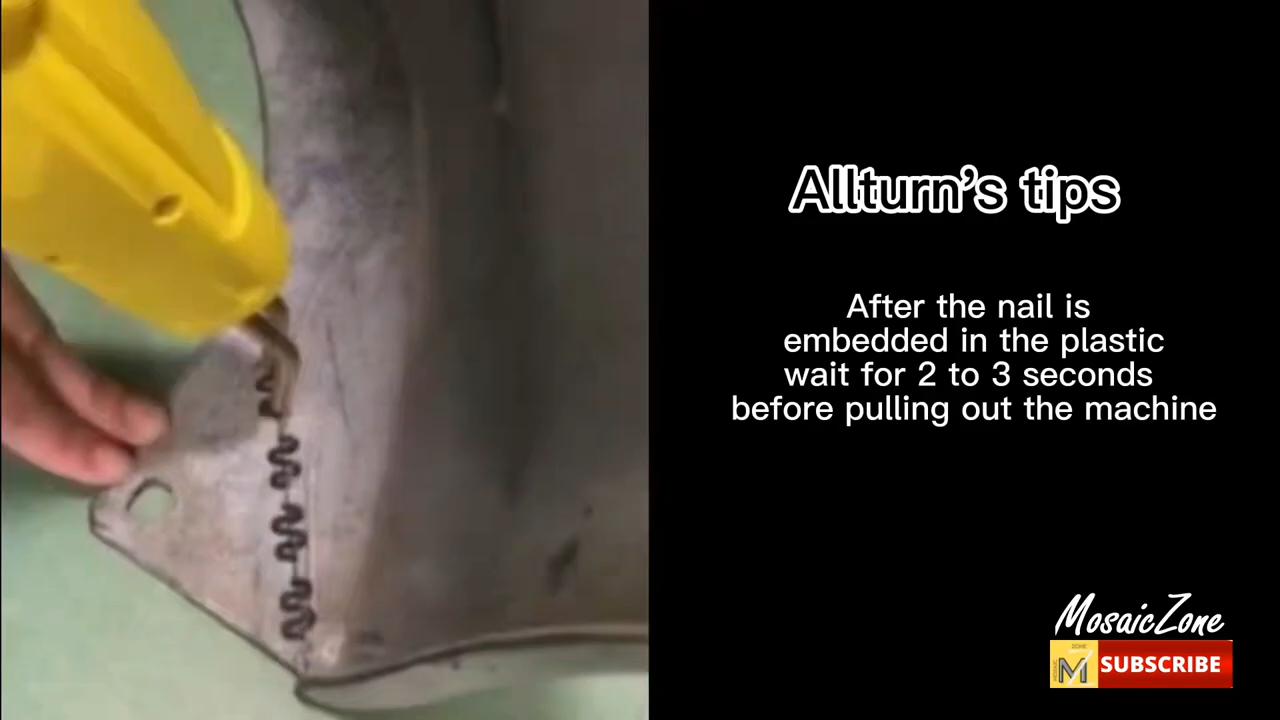 Allturn's tips
After the nail is
embedded in the plastic
wait for 2 to 3 seconds
before pulling out the machine
MosaicZone
SUBSCRIBE